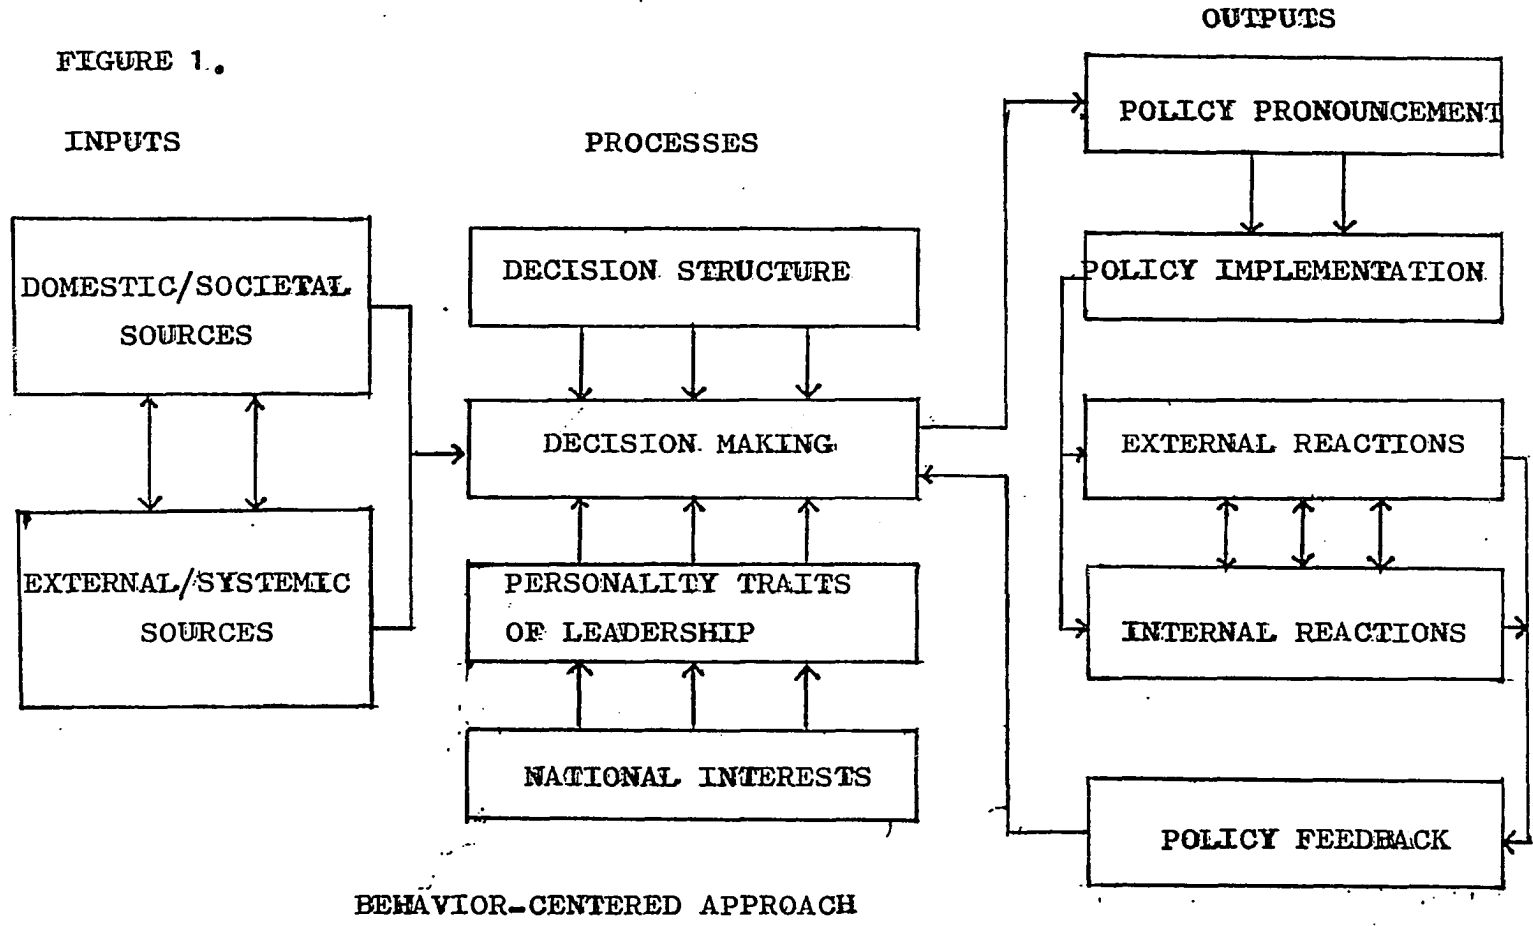 FIGURE 1.
INPUTS
DOMESTIC/SOCIETAL
SOURCES
EXTERNAL/SYSTEMIC
SOURCES
PROCESSES
DECISION STRUCTURE
DECISION MAKING
PERSONALITY TRAITS
OF LEADERSHIP
NATIONAL INTERESTS
OUTPUTS
POLICY PRONOUNCEMENT
POLICY IMPLEMENTATION
EXTERNAL REACTIONS
INTERNAL REACTIONS
POLICY FEEDBACK
BEHAVIOR-CENTERED APPROACH